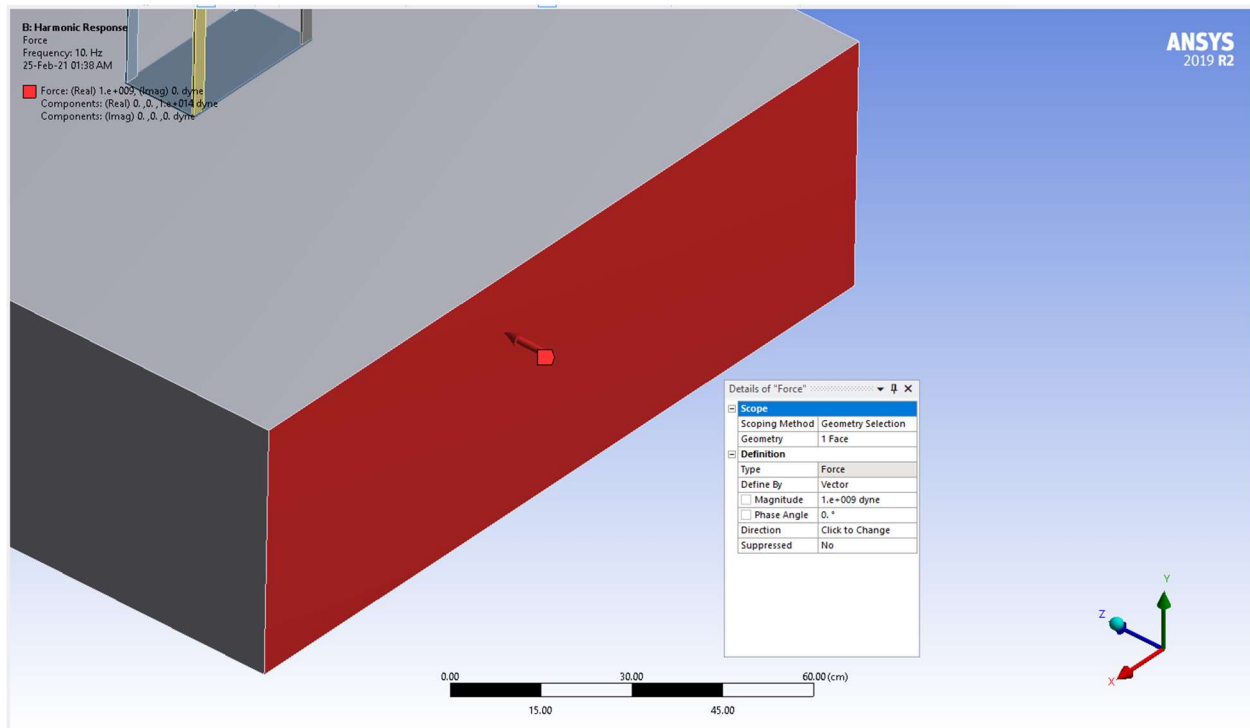 B: Harmonic Response
Force
Frequency: 10. Hz
25-Feb-21 01:38 AM
Force: (Real) 1.e+009, (Imag) 0. dyne
Components: (Real) 0. ,0. ,1.e+014 dyne
Components: (Imag) 0. ,0. ,0. dyne
ANSYS
2019 R2
Details of "Force"
Scope
Scoping Method Geometry Selection
Geometry 1 Face
Definition
Type Force
Define By Vector
Magnitude 1.e+009 dyne
Phase Angle 0. °
Direction Click to Change
Suppressed No
Y
Z
X
0.00 30.00 60.00 (cm)
15.00 45.00